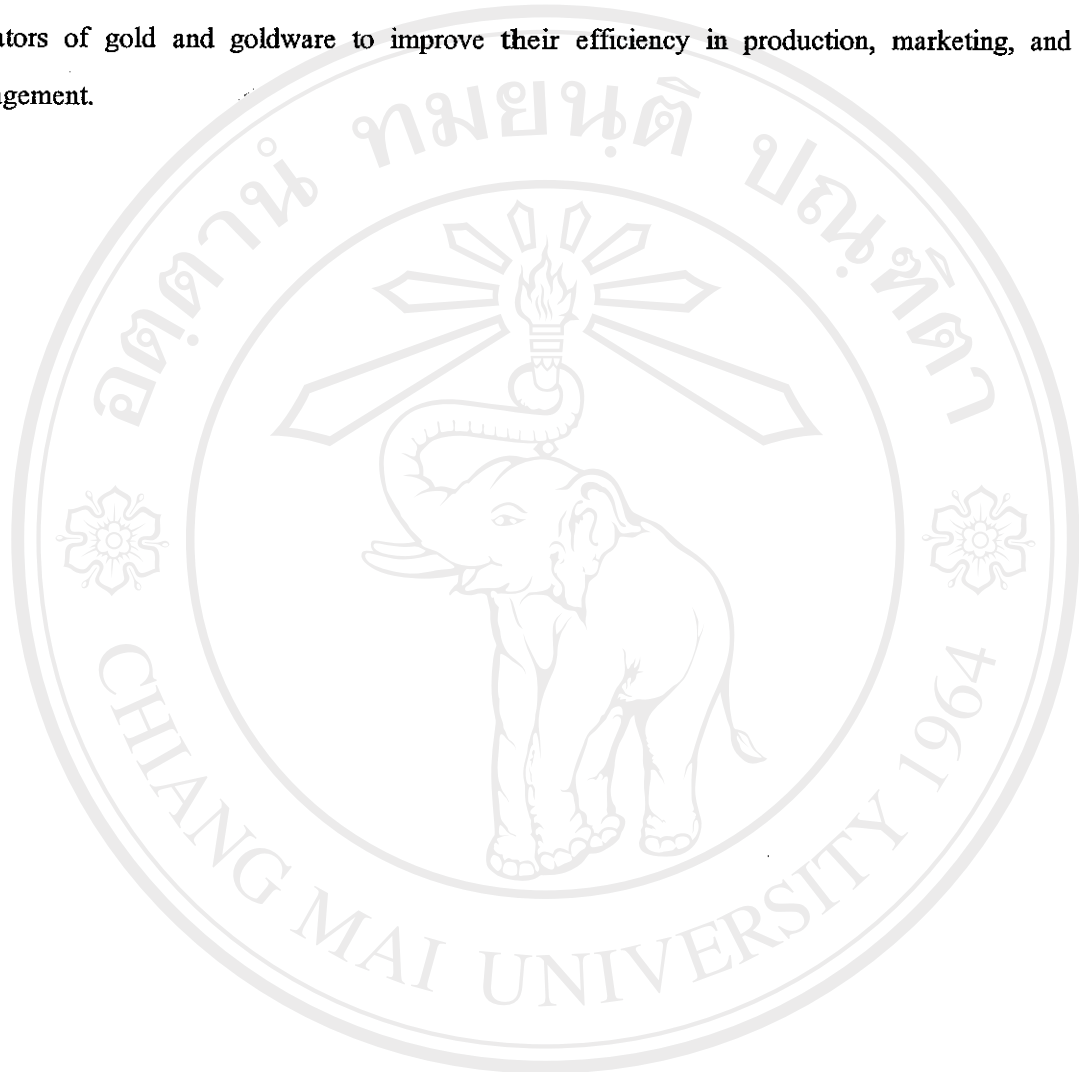 ators of gold and goldware to improve their efficiency in production, marketing, and
agement.
อตฺตานํ ทมยนฺติ ปณฺฑิตา
CHIANG MAI UNIVERSITY 1964